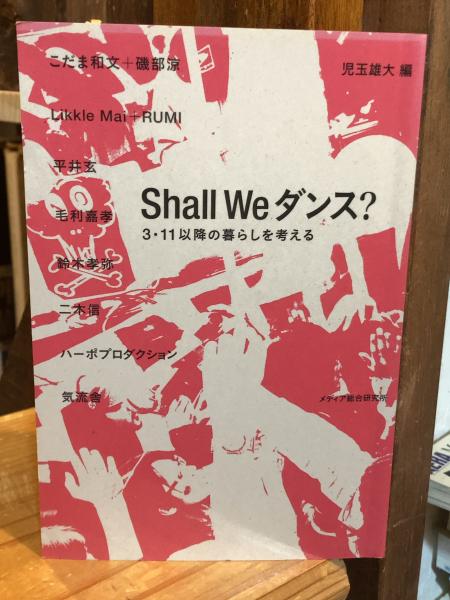 こだま和文+磯部涼
児玉雄大 編
Likkle Mai+RUMI
平井玄
毛利嘉孝
Shall We ダンス?
3・11以降の暮らしを考える
鈴木孝弥
二木信
ハーポプロダクション
気流舎
メディア総合研究所